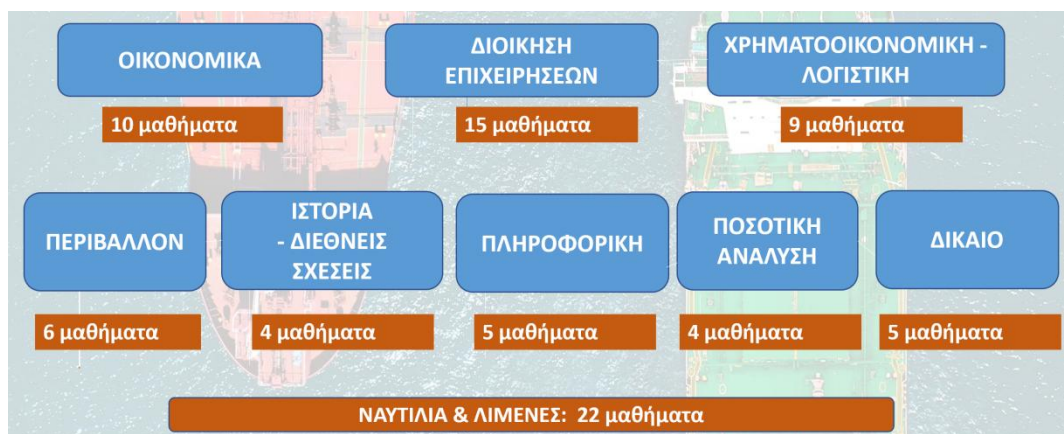 ΟΙΚΟΝΟΜΙΚΑ
ΔΙΟΙΚΗΣΗ
ΕΠΙΧΕΙΡΗΣΕΩΝ
ΧΡΗΜΑΤΟΟΙΚΟΝΟΜΙΚΗ -
ΛΟΓΙΣΤΙΚΗ
10 μαθήματα
15 μαθήματα
9 μαθήματα
ΠΕΡΙΒΑΛΛΟΝ
ΙΣΤΟΡΙΑ
- ΔΙΕΘΝΕΙΣ
ΣΧΕΣΕΙΣ
ΠΛΗΡΟΦΟΡΙΚΗ
ΠΟΣΟΤΙΚΗ
ΑΝΑΛΥΣΗ
ΔΙΚΑΙΟ
6 μαθήματα
4 μαθήματα
5 μαθήματα
4 μαθήματα
5 μαθήματα
ΝΑΥΤΙΛΙΑ & ΛΙΜΕΝΕΣ: 22 μαθήματα